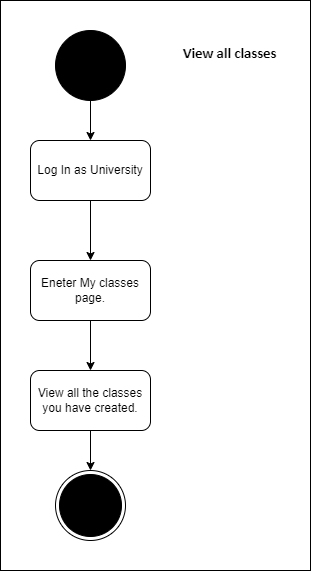 View all classes
Log In as University
Eneter My classes
page.
View all the classes
you have created.